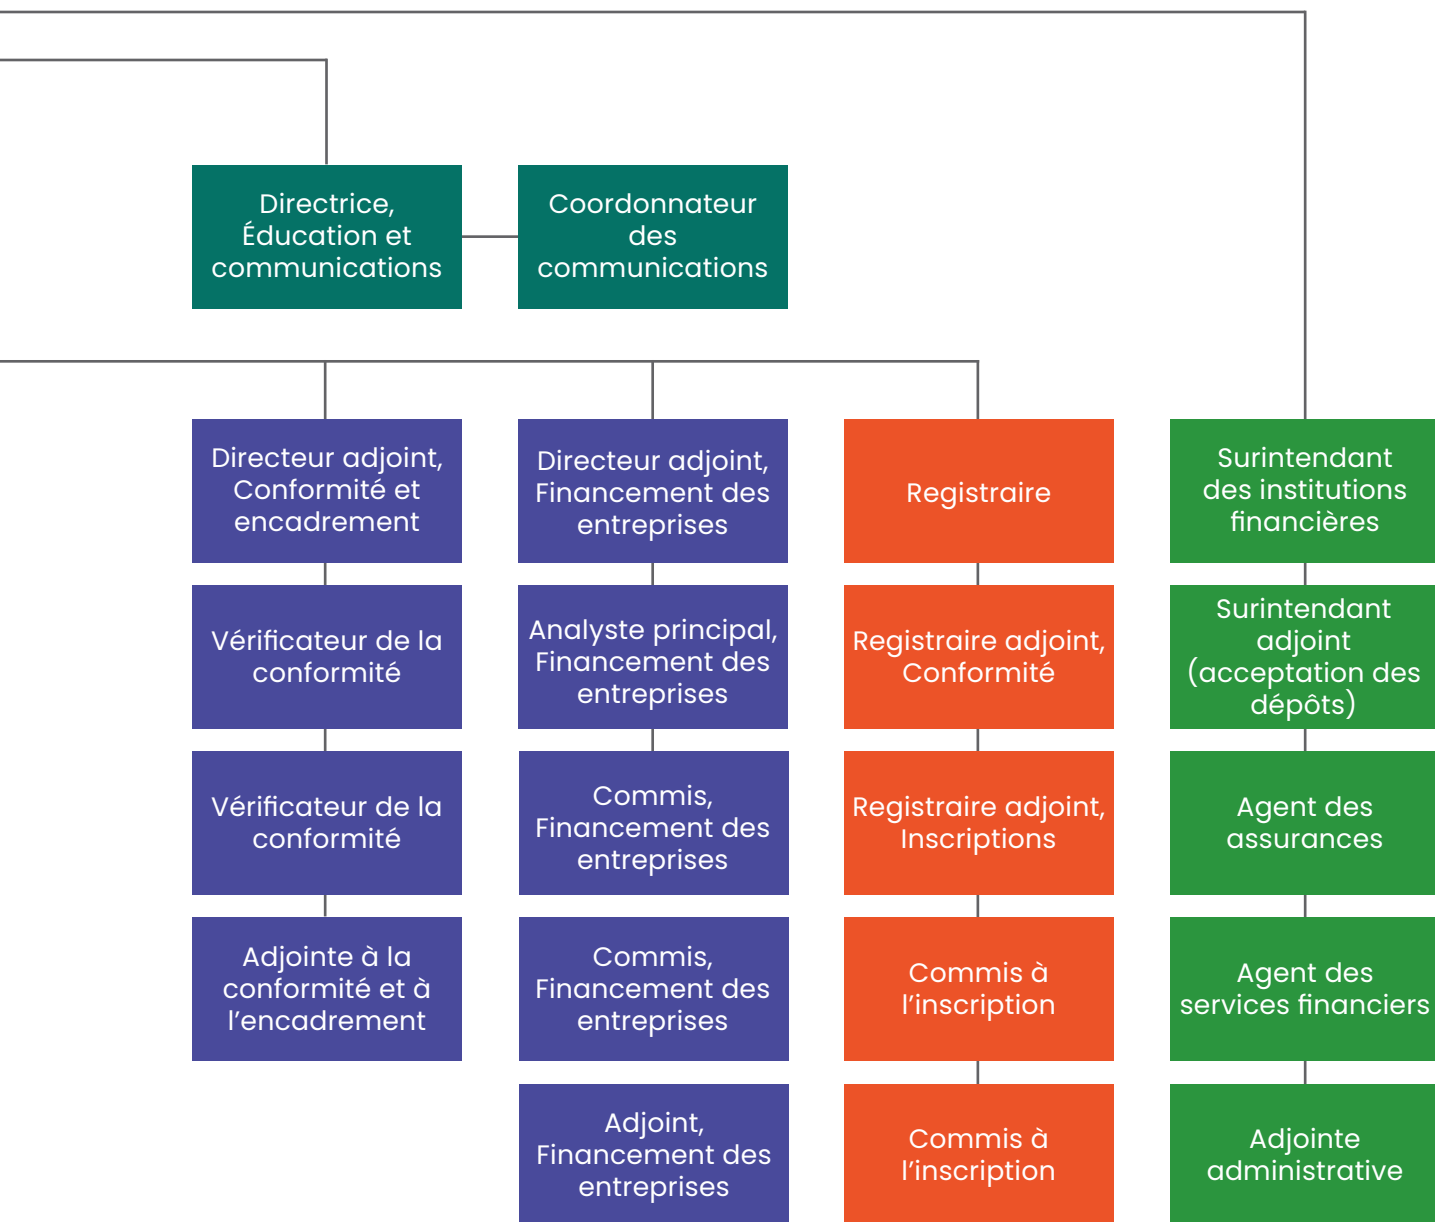 Directrice,
Éducation et
communications
Coordonnateur
des
communications
Directeur adjoint,
Conformité et
encadrement
Vérificateur de la
conformité
Vérificateur de la
conformité
Adjointe à la
conformité et à
l’encadrement
Directeur adjoint,
Financement des
entreprises
Analyste principal,
Financement des
entreprises
Commis,
Financement des
entreprises
Commis,
Financement des
entreprises
Adjoint,
Financement des
entreprises
Registraire
Registraire adjoint,
Conformité
Registraire adjoint,
Inscriptions
Commis à
l’inscription
Commis à
l’inscription
Surintendant
des institutions
financières
Surintendant
adjoint
(acceptation des
dépôts)
Agent des
assurances
Agent des
services financiers
Adjointe
administrative